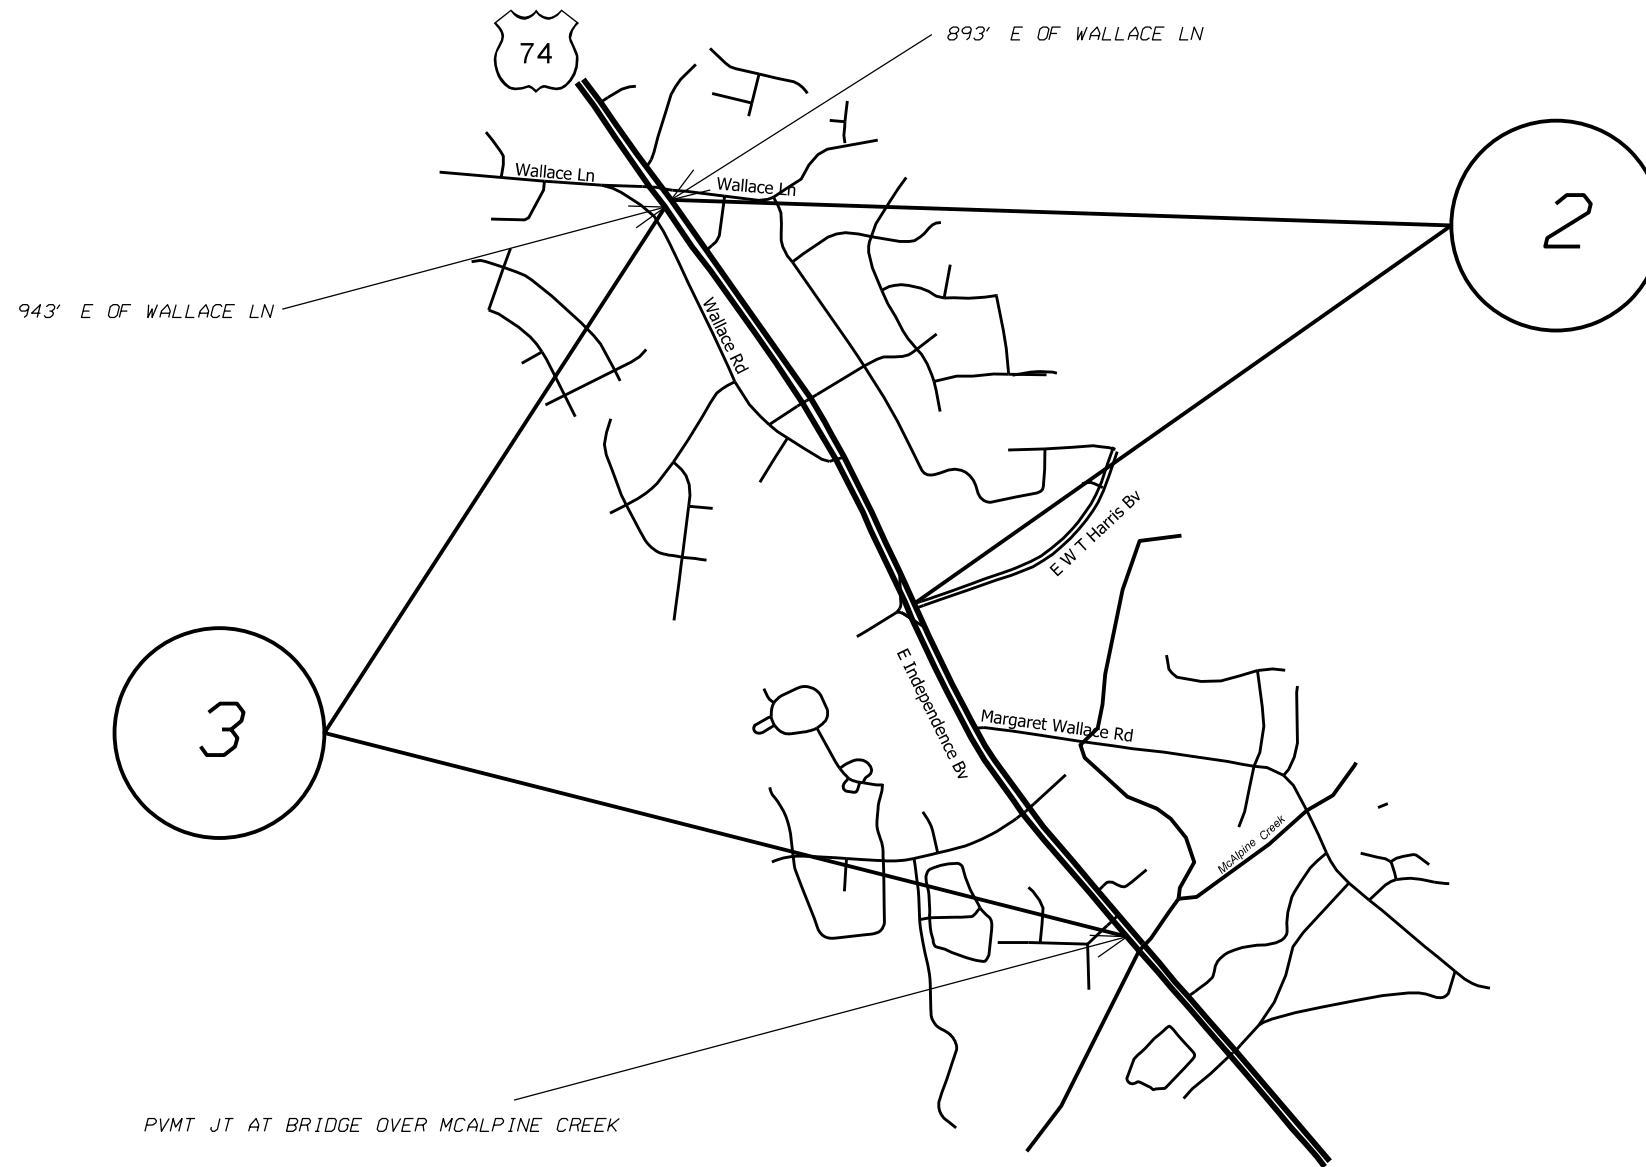 893' E OF WALLACE LN
74
Wallace Ln
Wallace Ln
2
943' E OF WALLACE LN
Wallace Rd
E W T Harris Bv
3
E Independence Bv
Margaret Wallace Rd
McAlpine Creek
PVMT JT AT BRIDGE OVER MCALPINE CREEK